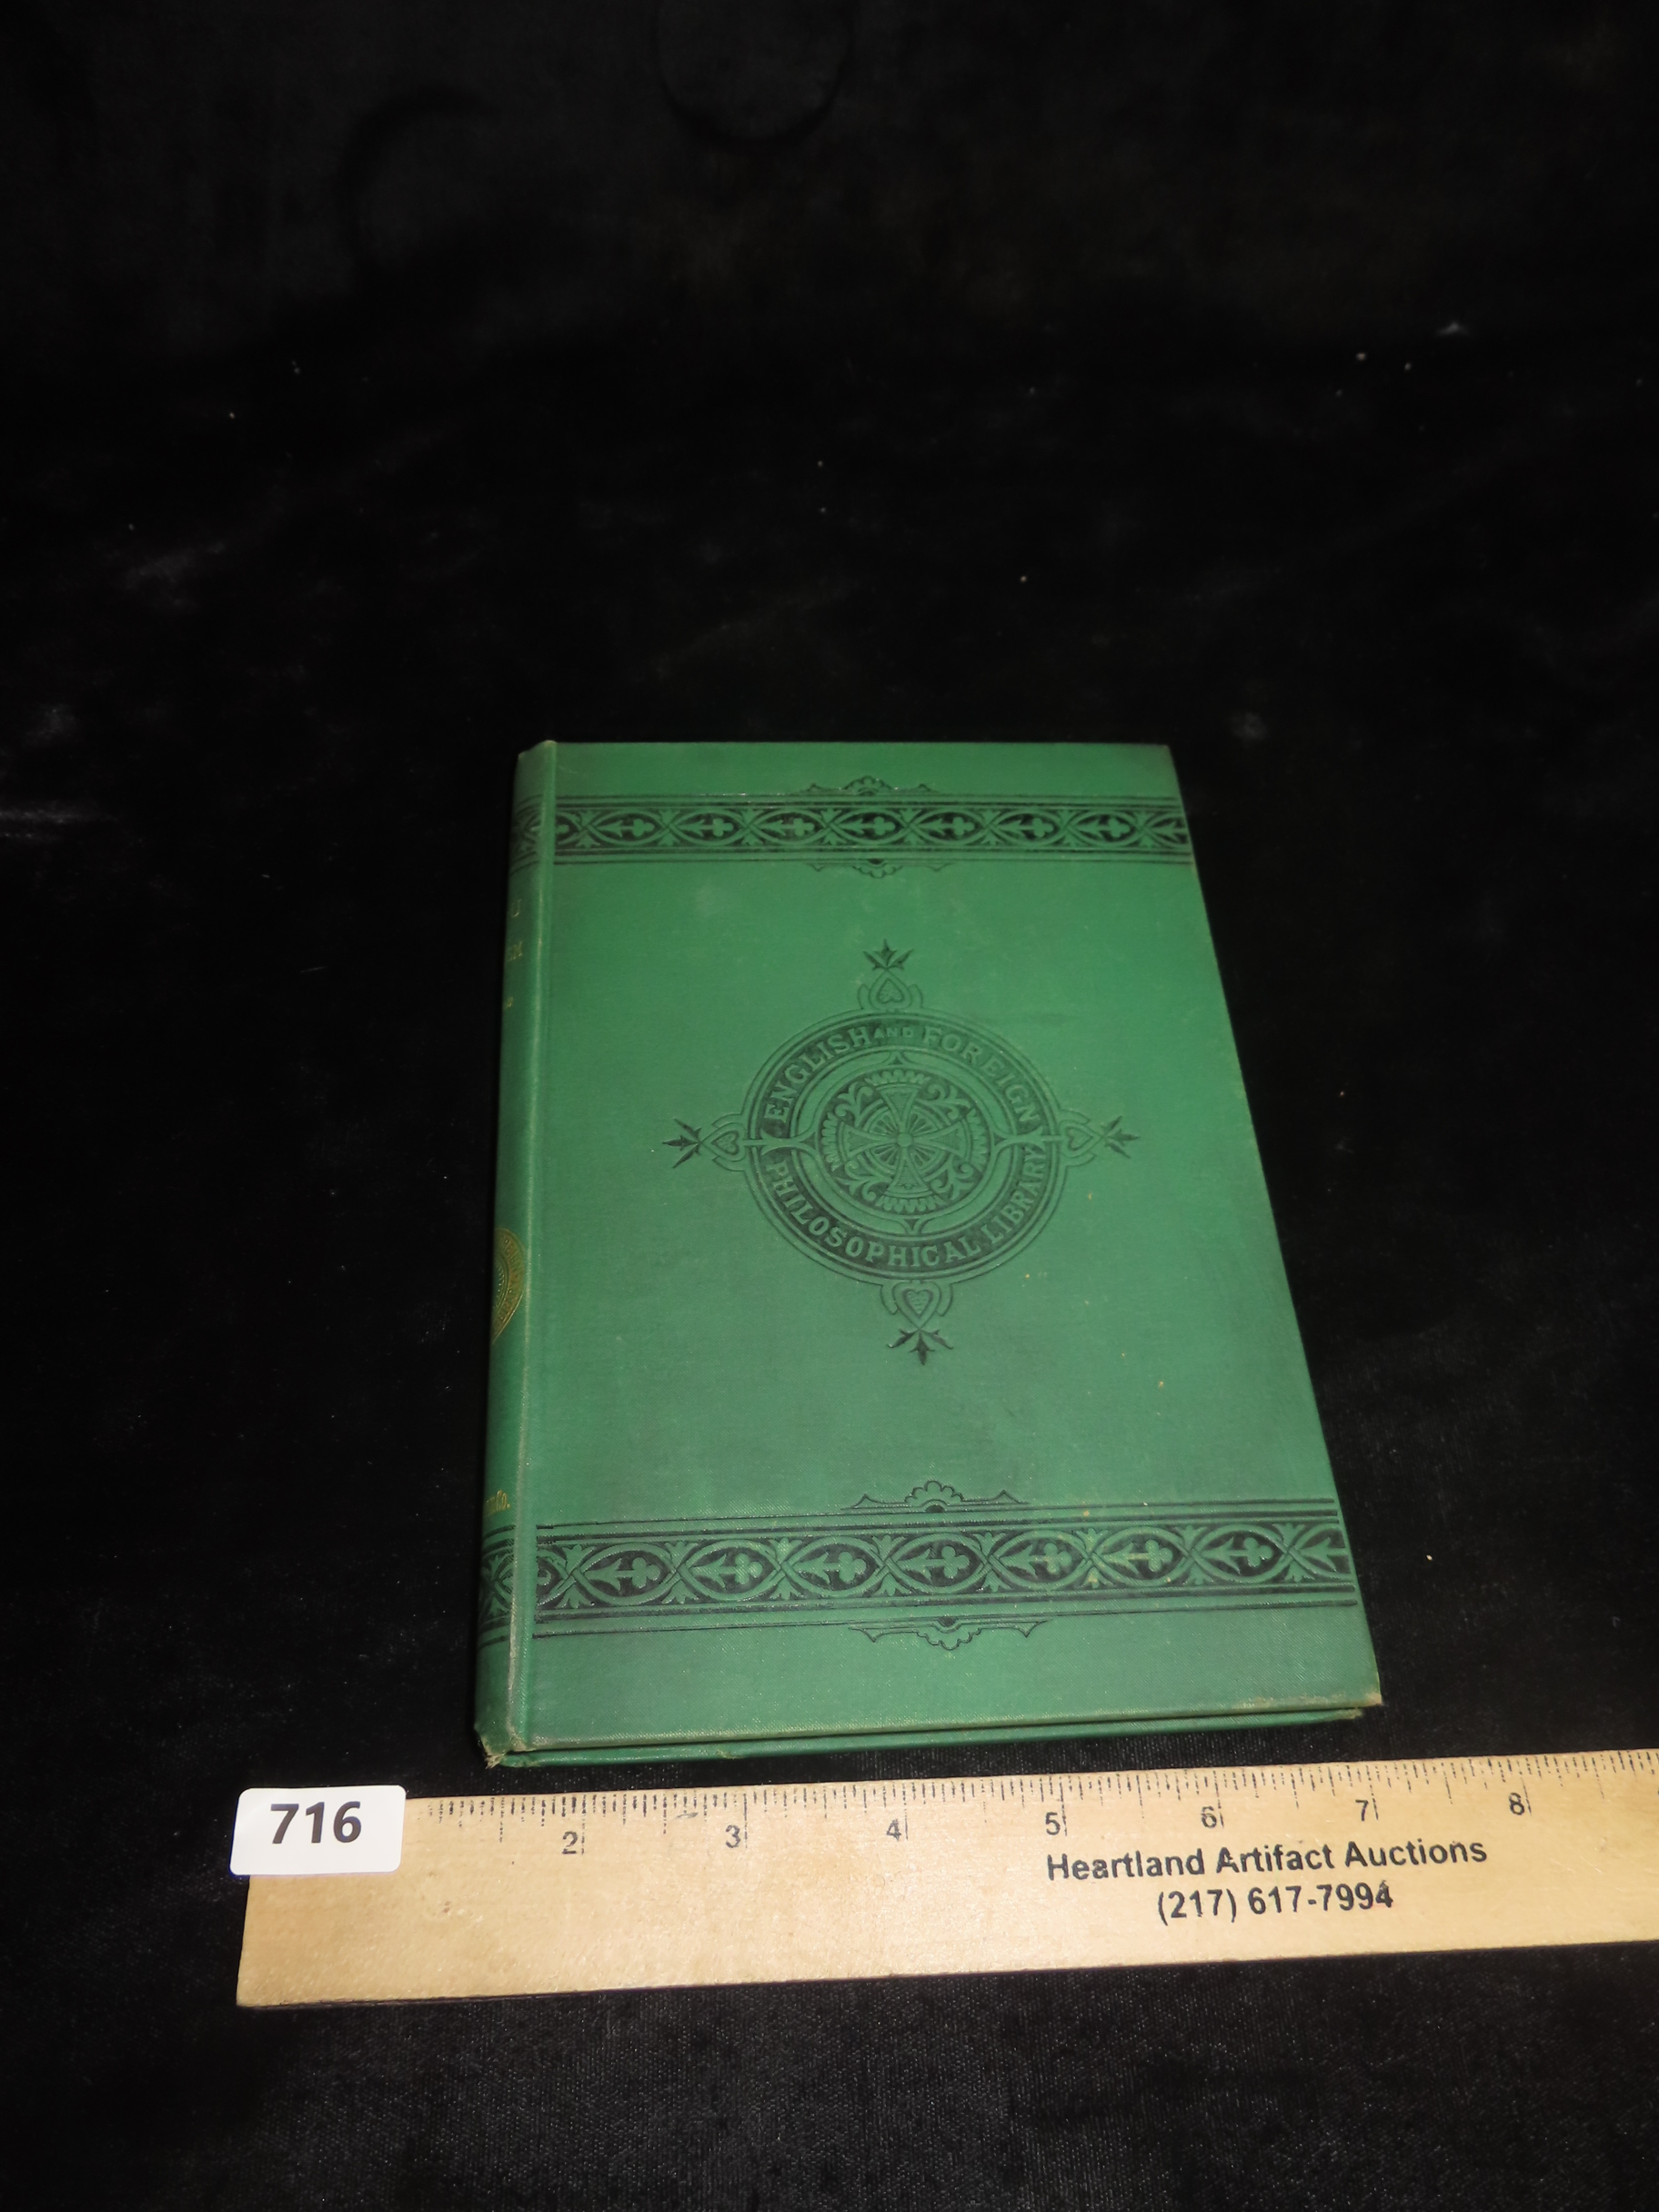 ENGLISH AND FOREIGN
PHILOSOPHICAL LIBRARY
Co.
716
2 3 4 5 6 7 8
Heartland Artifact Auctions
(217) 617-7994